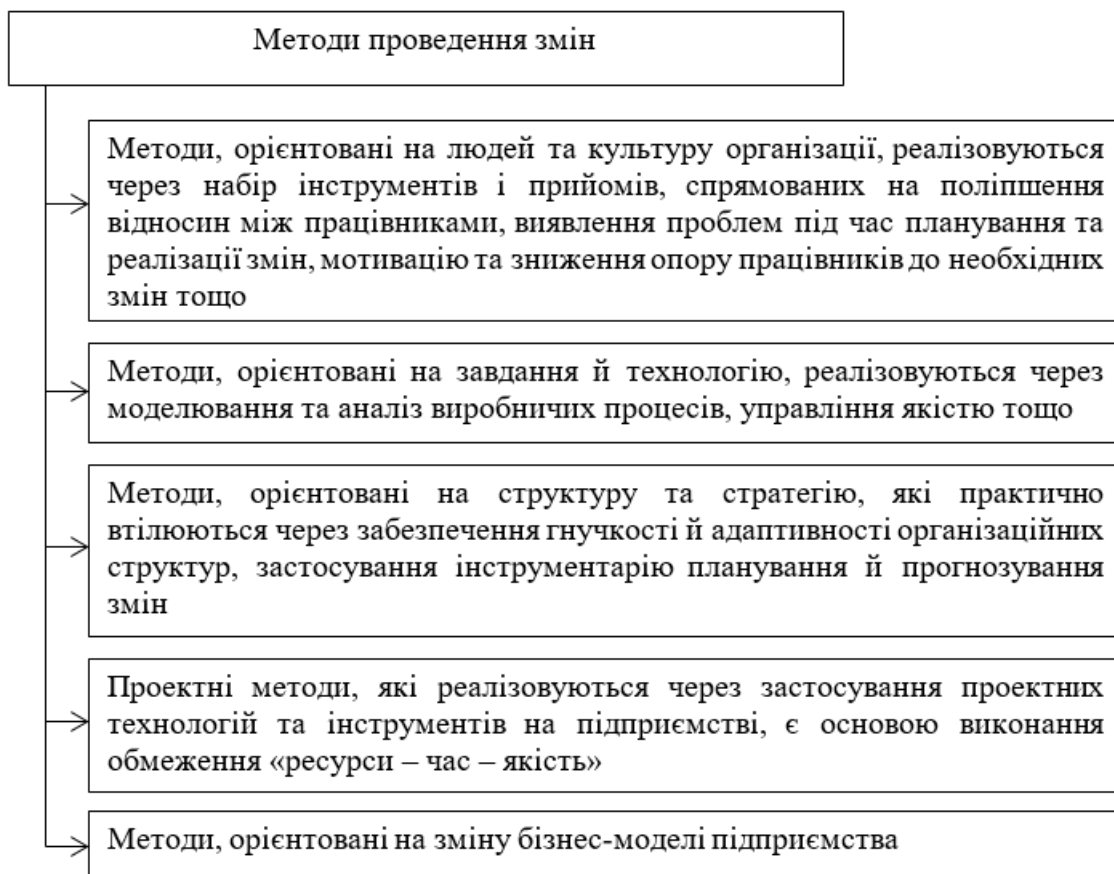 Методи проведення змін
Методи, орієнтовані на людей та культуру організації, реалізовуються
через набір інструментів і прийомів, спрямованих на поліпшення
відносин між працівниками, виявлення проблем під час планування та
реалізації змін, мотивацію та зниження опору працівників до необхідних
змін тощо
Методи, орієнтовані на завдання й технологію, реалізовуються через
моделювання та аналіз виробничих процесів, управління якістю тощо
Методи, орієнтовані на структуру та стратегію, які практично
втілюються через забезпечення гнучкості й адаптивності організаційних
структур, застосування інструментарію планування й прогнозування
змін
Проектні методи, які реалізовуються через застосування проектних
технологій та інструментів на підприємстві, є основою виконання
обмеження «ресурси – час – якість»
Методи, орієнтовані на зміну бізнес-моделі підприємства